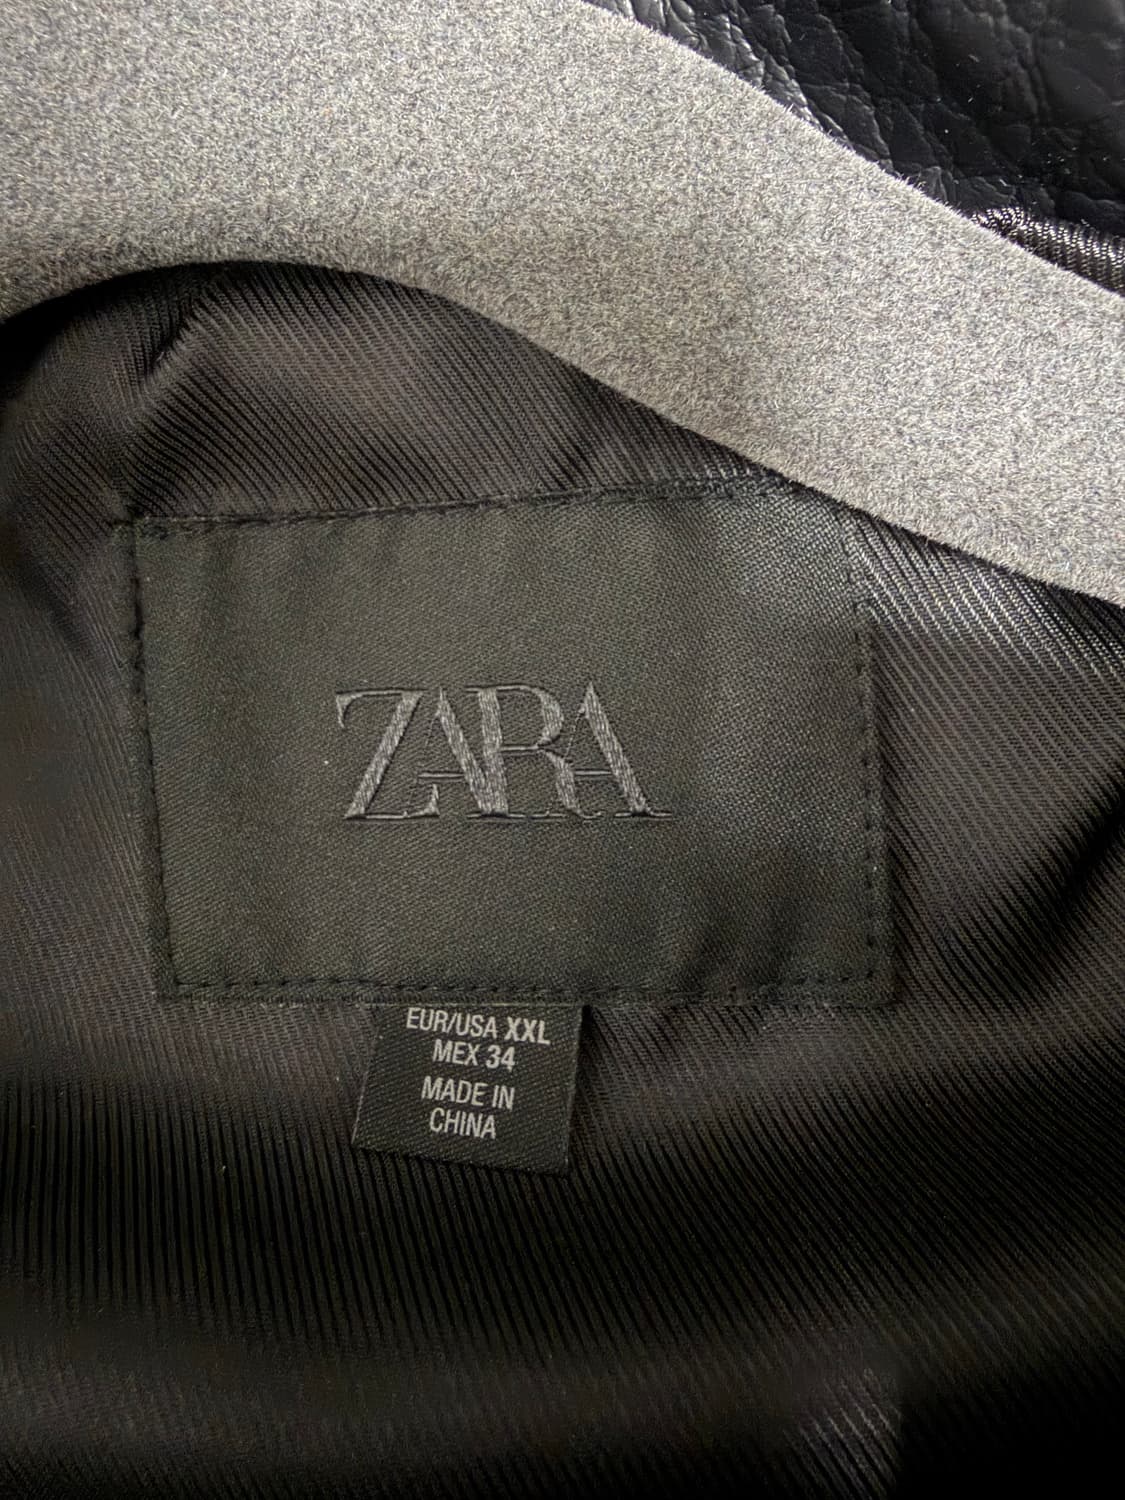 ZARA
EUR/USA XXL
MEX 34
MADE IN
CHINA